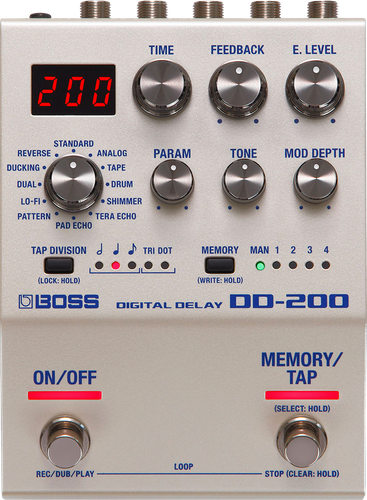 TIME FEEDBACK E. LEVEL
200
STANDARD
REVERSE ANALOG
DUCKING TAPE
DUAL DRUM
LO-FI SHIMMER
PATTERN TERA ECHO
PAD ECHO
PARAM TONE MOD DEPTH
TAP DIVISION TRI DOT
(LOCK: HOLD)
MEMORY MAN 1 2 3 4
(WRITE: HOLD)
BOSS DIGITAL DELAY DD-200
ON/OFF
MEMORY/
TAP
(SELECT: HOLD)
REC/DUB/PLAY LOOP STOP (CLEAR: HOLD)